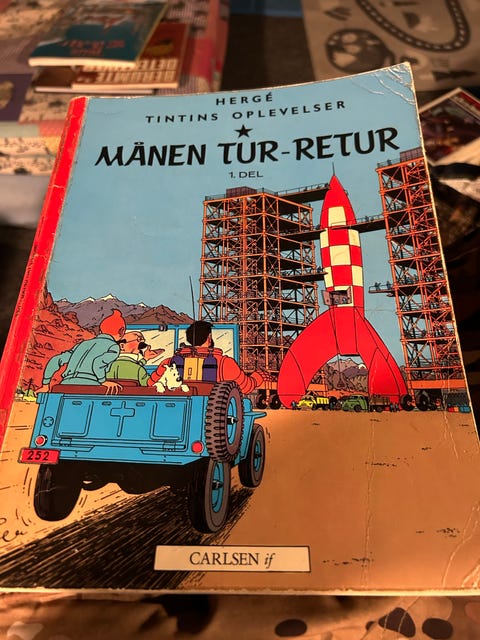 HERGÉ
TINTINS OPLEVELSER
MÅNEN TUR-RETUR
1. DEL
252
CARLSEN if